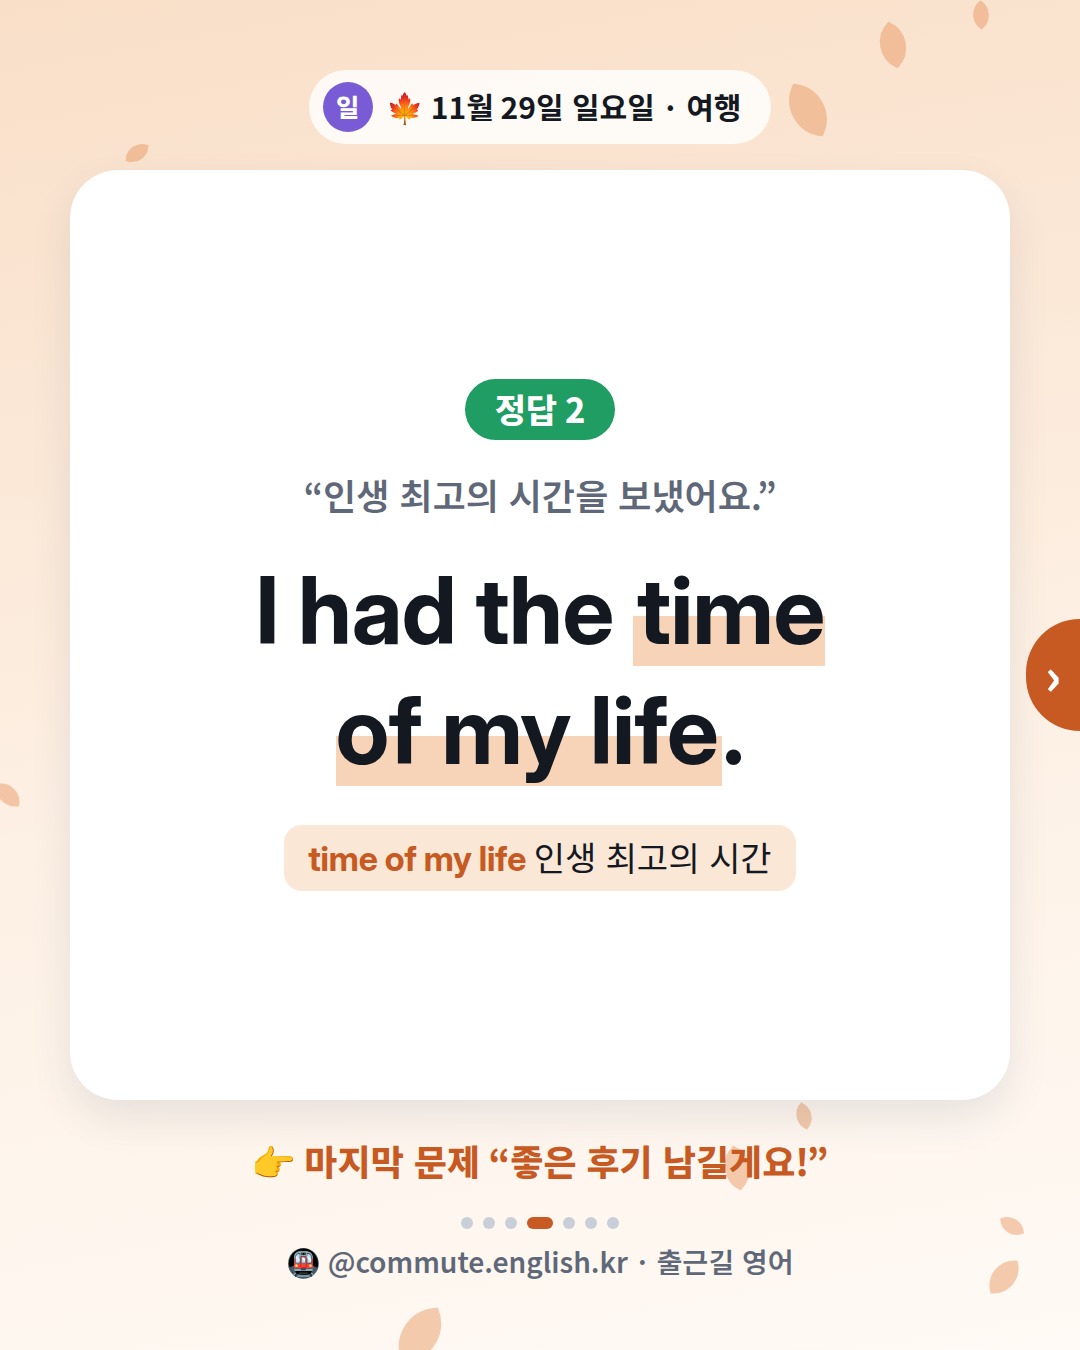 일 🍁 11월 29일 일요일 · 여행
정답 2
“인생 최고의 시간을 보냈어요.”
I had the time
of my life.
time of my life 인생 최고의 시간
›
👉 마지막 문제 “좋은 후기 남길게요!”
🚇 @commute.english.kr · 출근길 영어